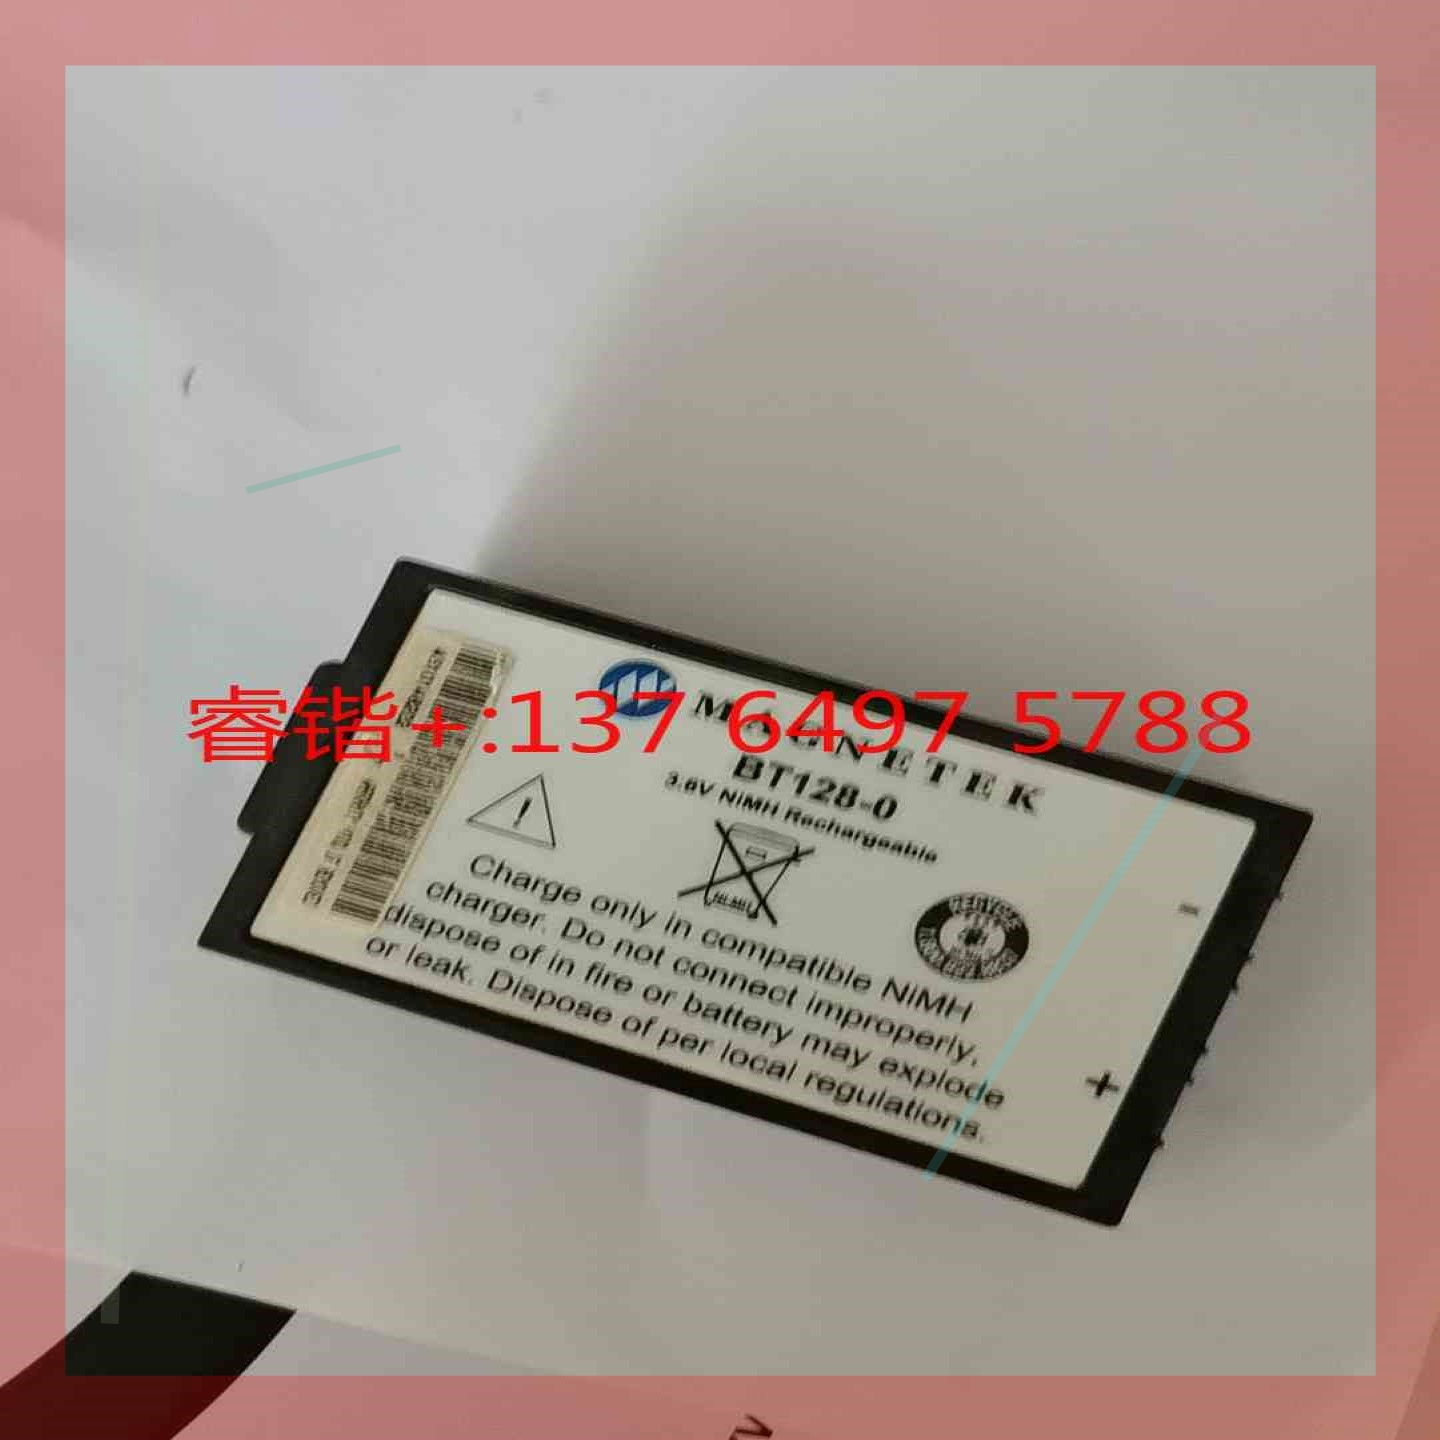 睿锴+:137 6497 5788
MAGNETEK
BT128-0
3.6V NiMH Rechargeable
Charge only in compatible NiMH
charger. Do not connect improperly,
dispose of in fire or battery may explode
or leak. Dispose of per local regulations.
-
+
RECYCLE